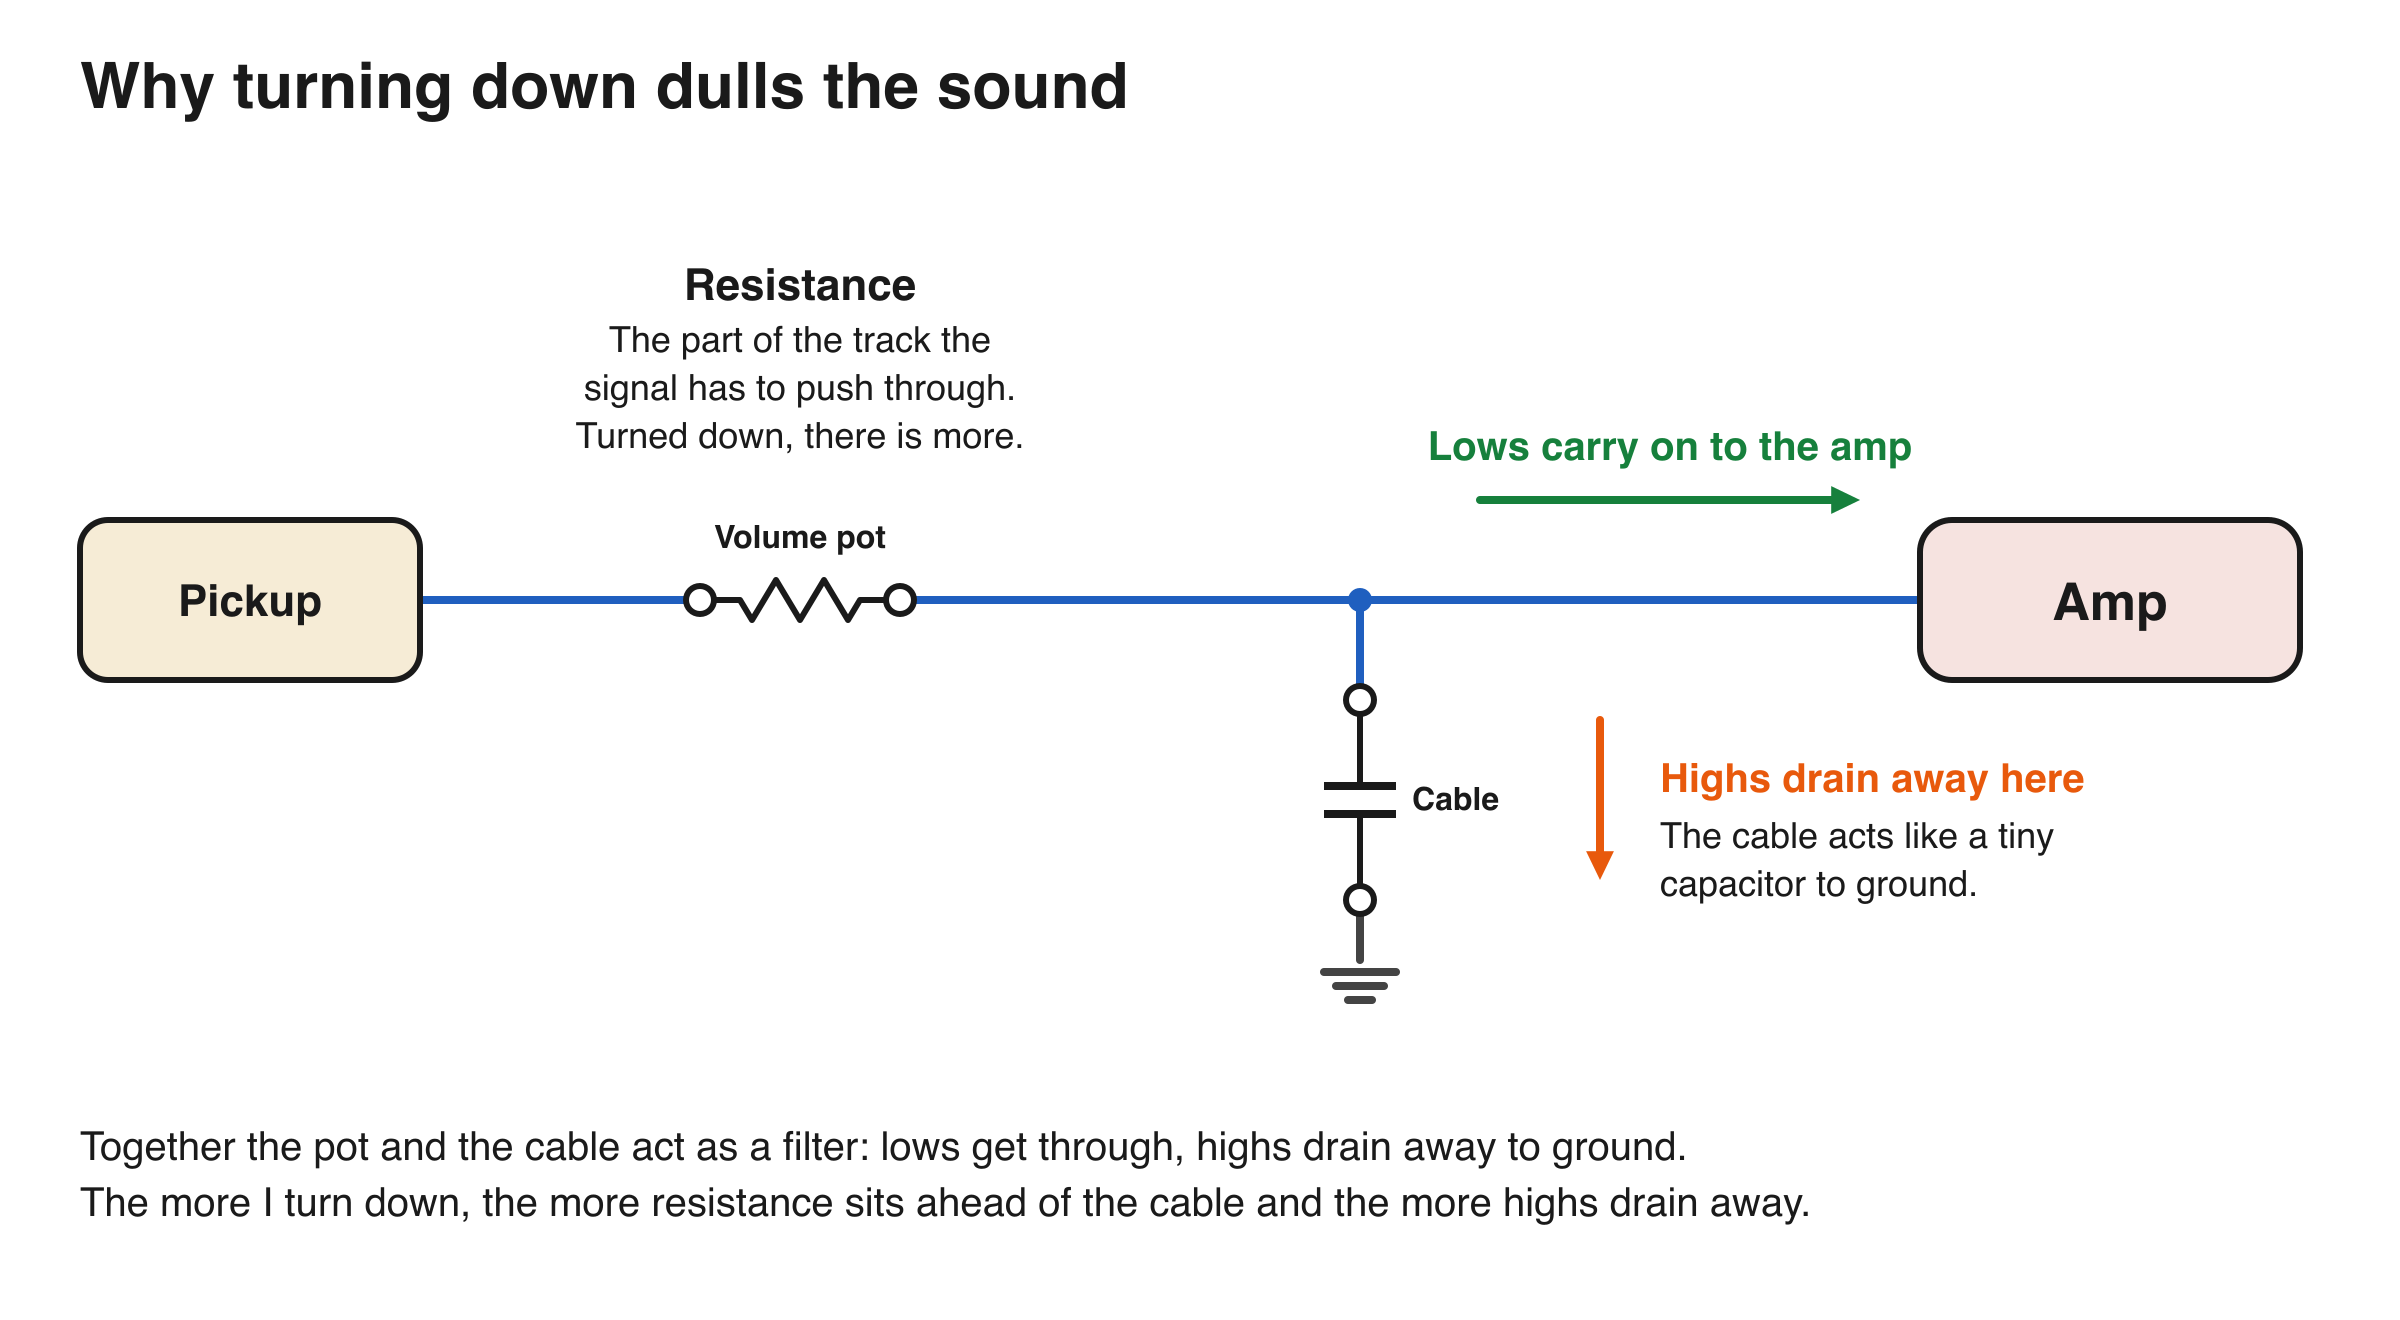 Why turning down dulls the sound
Resistance
The part of the track the
signal has to push through.
Turned down, there is more.
Lows carry on to the amp
Volume pot
Pickup
Amp
Highs drain away here
Cable
The cable acts like a tiny
capacitor to ground.
Together the pot and the cable act as a filter: lows get through, highs drain away to ground.
The more I turn down, the more resistance sits ahead of the cable and the more highs drain away.